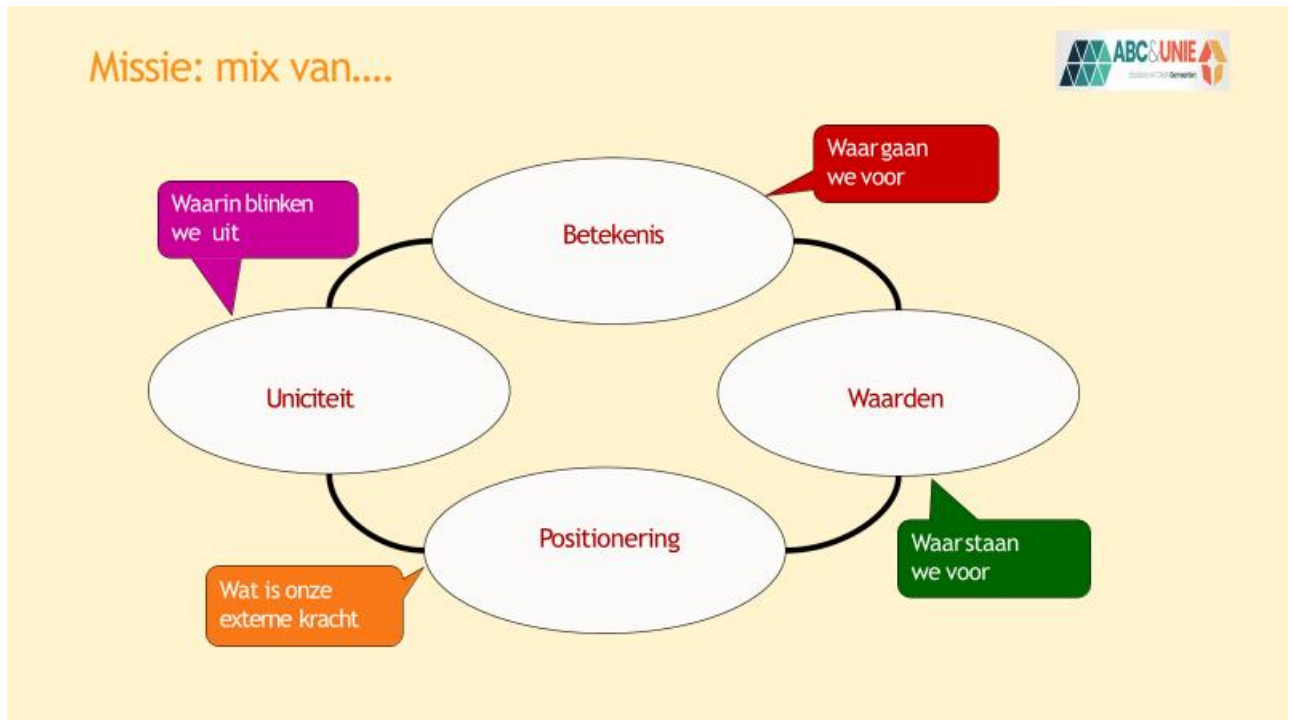 Missie: mix van....
ABC&UNIE
Waar gaan
we voor
Waarin blinken
we uit
Betekenis
Uniciteit
Waarden
Positionering
Waar staan
we voor
Wat is onze
externe kracht